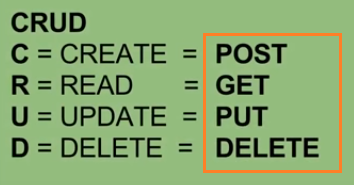 CRUD
C = CREATE = POST
R = READ = GET
U = UPDATE = PUT
D = DELETE = DELETE